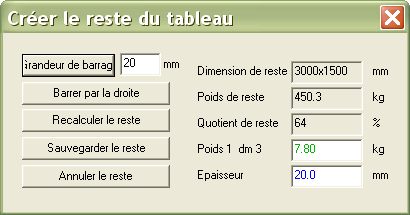 Créer le reste du tableau
Grandeur de barrag 20 mm
Barrer par la droite
Recalculer le reste
Sauvegarder le reste
Annuler le reste
Dimension de reste 3000x1500 mm
Poids de reste 450.3 kg
Quotient de reste 64 %
Poids 1 dm 3 7.80 kg
Epaisseur 20.0 mm